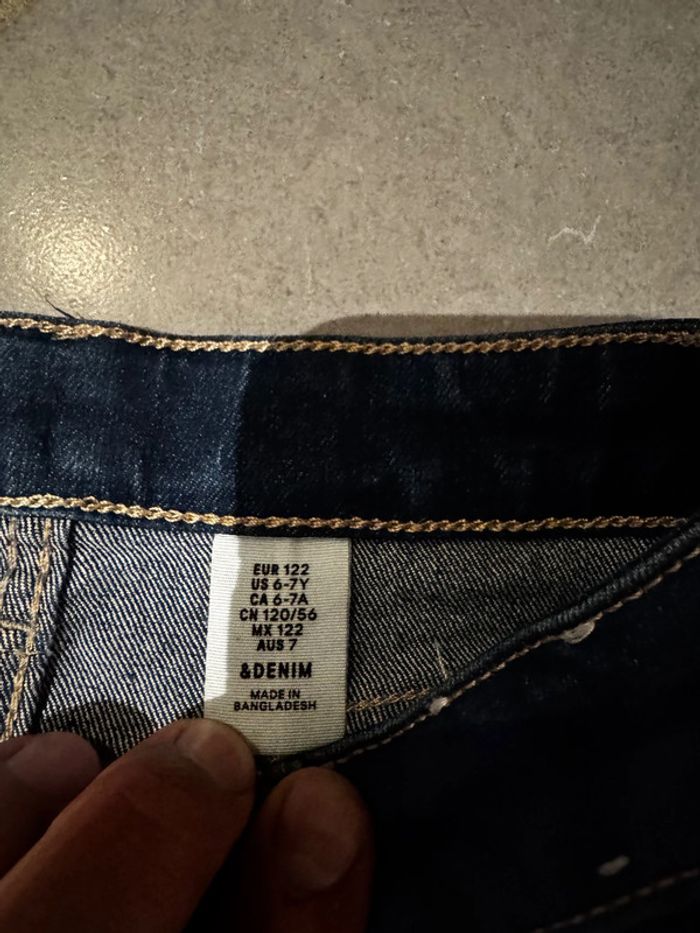 EUR 122
US 6-7Y
CA 6-7A
CN 120/56
MX 122
AUS 7
&DENIM
MADE IN
BANGLADESH